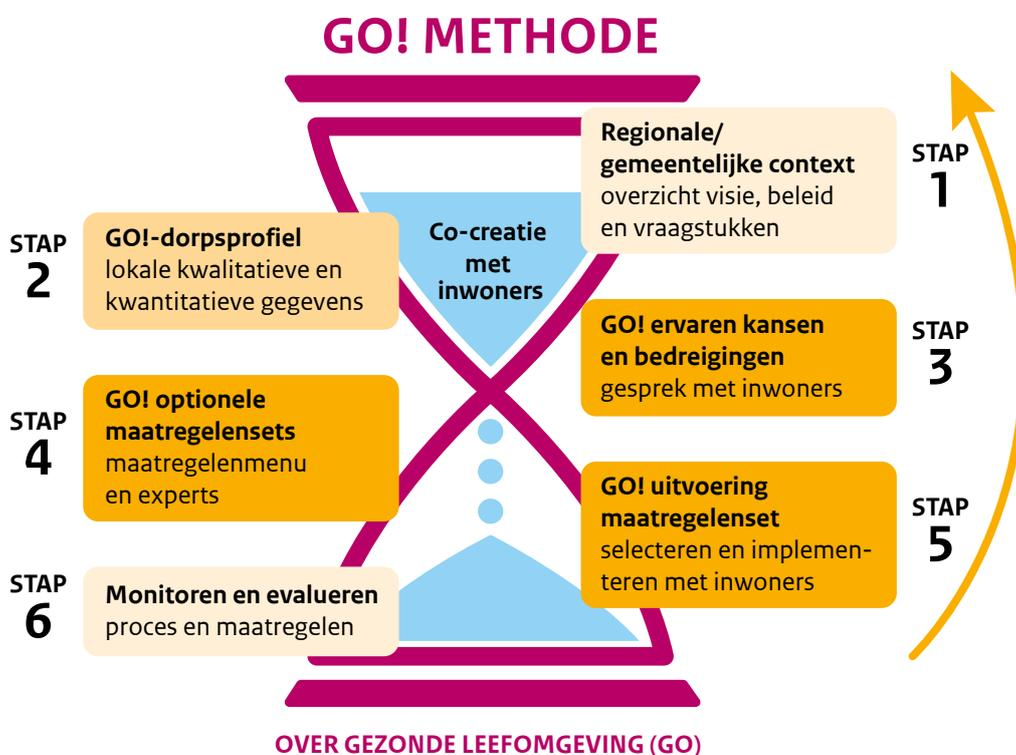 GO! METHODE
Regionale/
gemeentelijke context
overzicht visie, beleid
en vraagstukken
STAP
1
Co-creatie
met
inwoners
STAP
2
GO!-dorpsprofiel
lokale kwalitatieve en
kwantitatieve gegevens
GO! ervaren kansen
en bedreigingen
gesprek met inwoners
STAP
3
STAP
4
GO! optionele
maatregelensets
maatregelenmenu
en experts
GO! uitvoering
maatregelenset
selecteren en implemen-
teren met inwoners
STAP
5
STAP
6
Monitoren en evalueren
proces en maatregelen
OVER GEZONDE LEEFOMGEVING (GO)